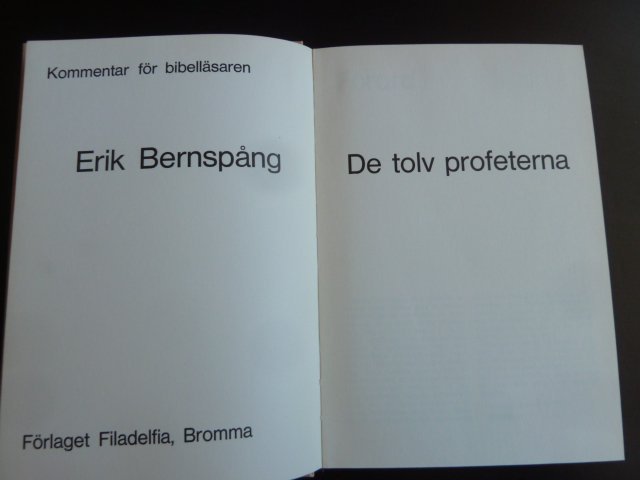 Kommentar för bibelläsaren
Erik Bernspång
Förlaget Filadelfia, Bromma
De tolv profeterna